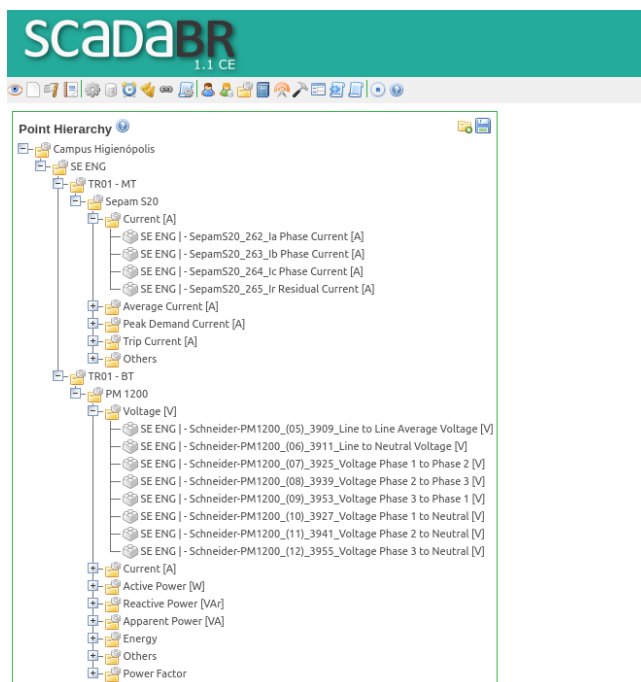 SCADABR
1.1 CE
Point Hierarchy
Campus Higienópolis
SE ENG
TR01 - MT
Sepam S20
Current [A]
SE ENG | - SepamS20_262_Ia Phase Current [A]
SE ENG | - SepamS20_263_Ib Phase Current [A]
SE ENG | - SepamS20_264_Ic Phase Current [A]
SE ENG | - SepamS20_265_Ir Residual Current [A]
Average Current [A]
Peak Demand Current [A]
Trip Current [A]
Others
TR01 - BT
PM 1200
Voltage [V]
SE ENG | - Schneider-PM1200_(05)_3909_Line to Line Average Voltage [V]
SE ENG | - Schneider-PM1200_(06)_3911_Line to Neutral Voltage [V]
SE ENG | - Schneider-PM1200_(07)_3925_Voltage Phase 1 to Phase 2 [V]
SE ENG | - Schneider-PM1200_(08)_3939_Voltage Phase 2 to Phase 3 [V]
SE ENG | - Schneider-PM1200_(09)_3953_Voltage Phase 3 to Phase 1 [V]
SE ENG | - Schneider-PM1200_(10)_3927_Voltage Phase 1 to Neutral [V]
SE ENG | - Schneider-PM1200_(11)_3941_Voltage Phase 2 to Neutral [V]
SE ENG | - Schneider-PM1200_(12)_3955_Voltage Phase 3 to Neutral [V]
Current [A]
Active Power [W]
Reactive Power [VAr]
Apparent Power [VA]
Energy
Others
Power Factor